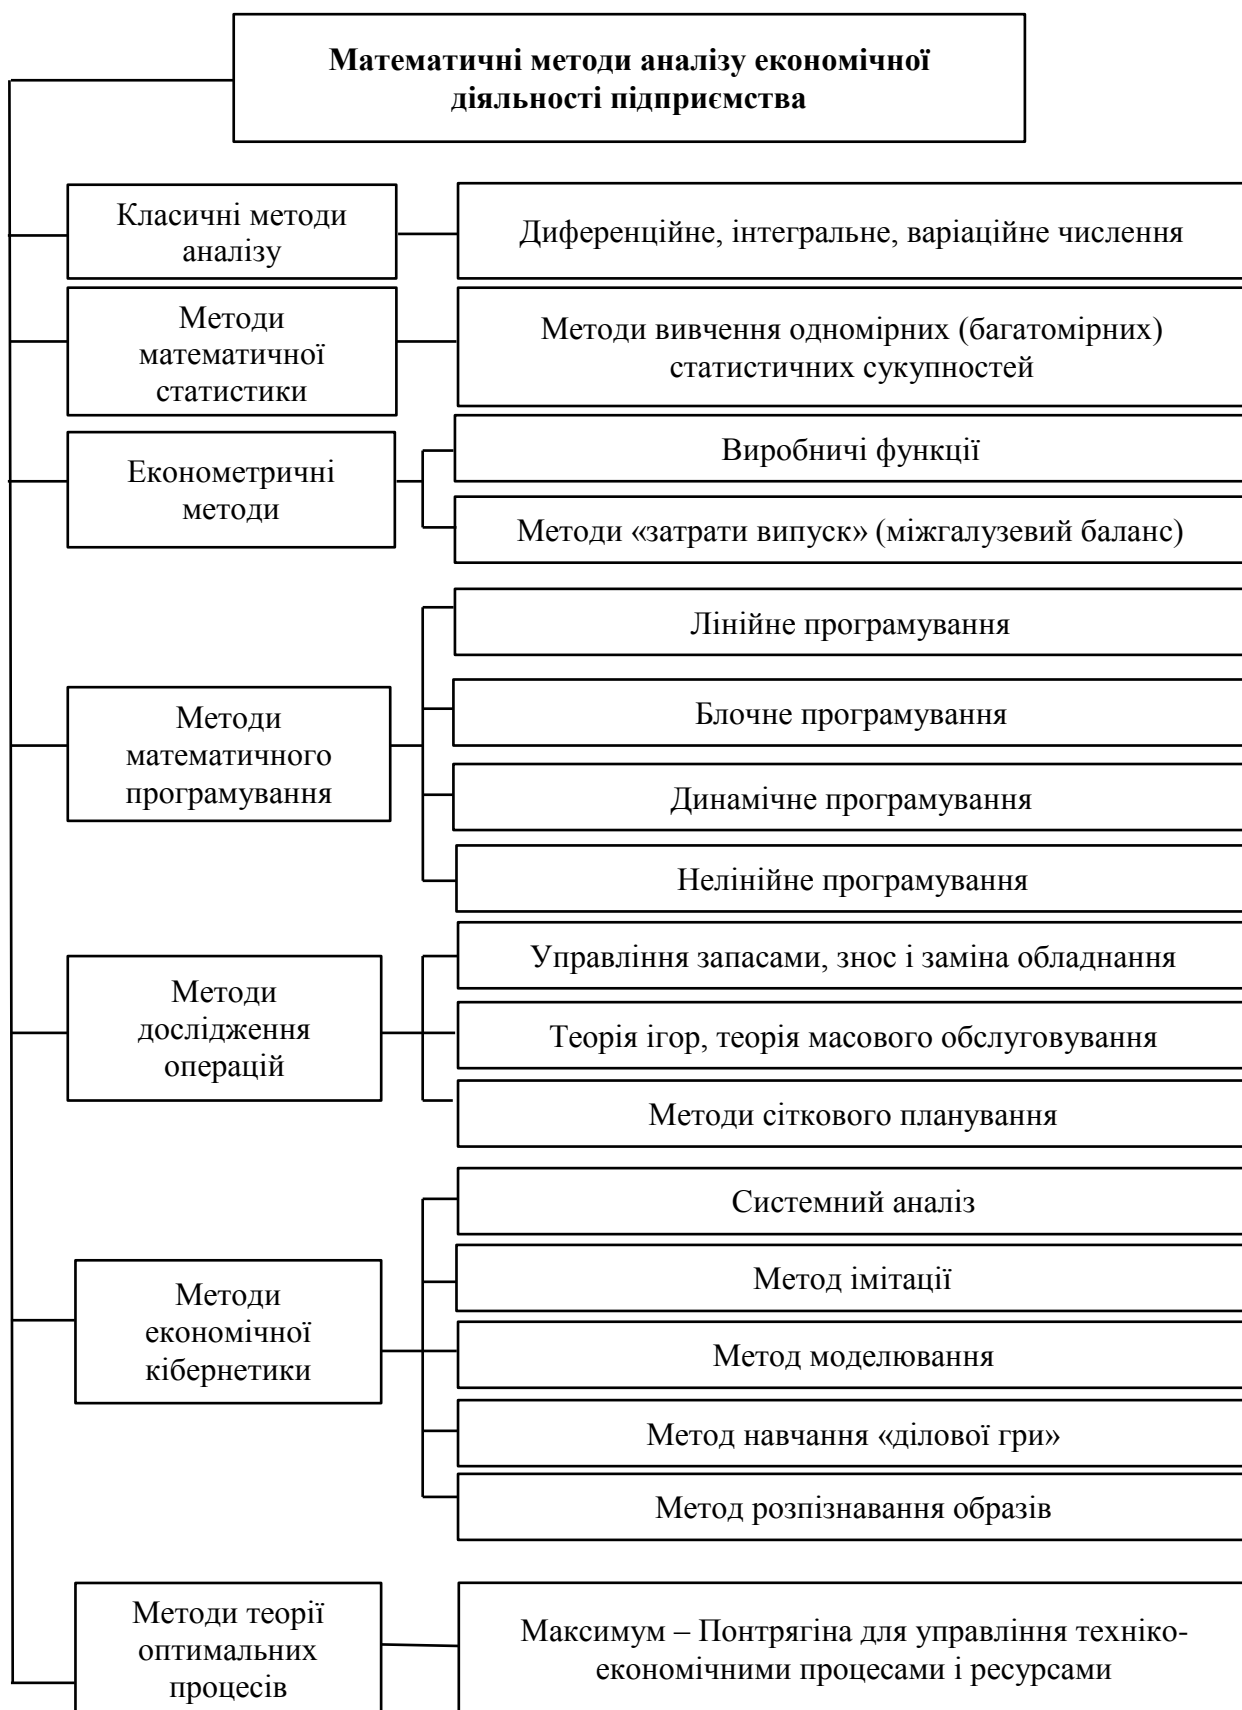 Математичні методи аналізу економічної
діяльності підприємства
Класичні методи
аналізу
Диференційне, інтегральне, варіаційне числення
Методи
математичної
статистики
Методи вивчення одномірних (багатомірних)
статистичних сукупностей
Економетричні
методи
Виробничі функції
Методи «затрати випуск» (міжгалузевий баланс)
Методи
математичного
програмування
Лінійне програмування
Блочне програмування
Динамічне програмування
Нелінійне програмування
Методи
дослідження
операцій
Управління запасами, знос і заміна обладнання
Теорія ігор, теорія масового обслуговування
Методи сіткового планування
Методи
економічної
кібернетики
Системний аналіз
Метод імітації
Метод моделювання
Метод навчання «ділової гри»
Метод розпізнавання образів
Методи теорії
оптимальних
процесів
Максимум – Понтрягіна для управління техніко-
економічними процесами і ресурсами